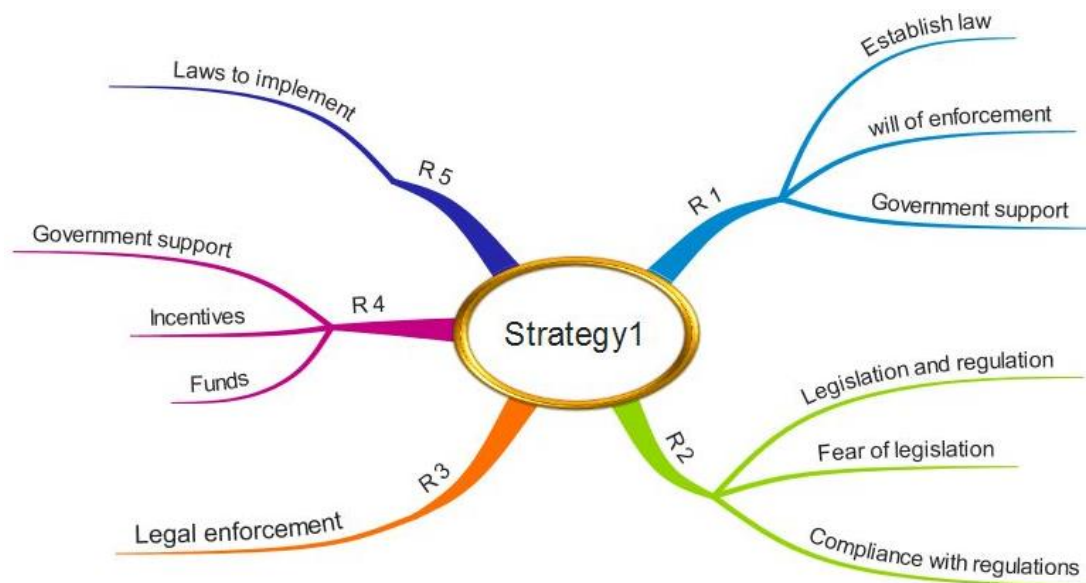 Strategy1
R 1
Establish law
will of enforcement
Government support
R 2
Legislation and regulation
Fear of legislation
Compliance with regulations
R 3
Legal enforcement
R 4
Government support
Incentives
Funds
R 5
Laws to implement